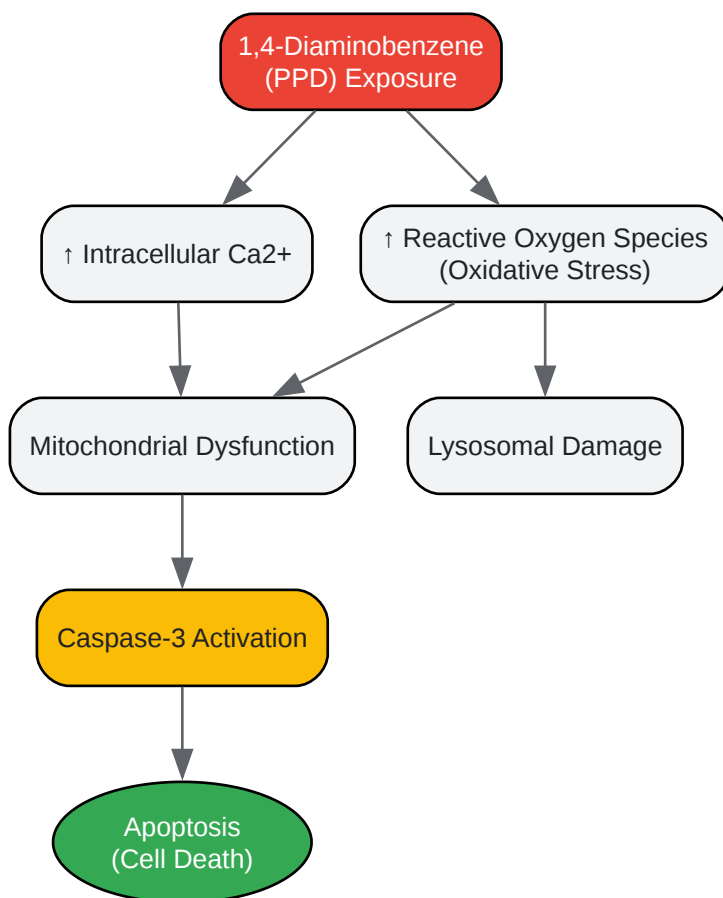 1,4-Diaminobenzene
(PPD) Exposure
↑ Intracellular Ca2+
↑ Reactive Oxygen Species
(Oxidative Stress)
Mitochondrial Dysfunction
Lysosomal Damage
Caspase-3 Activation
Apoptosis
(Cell Death)